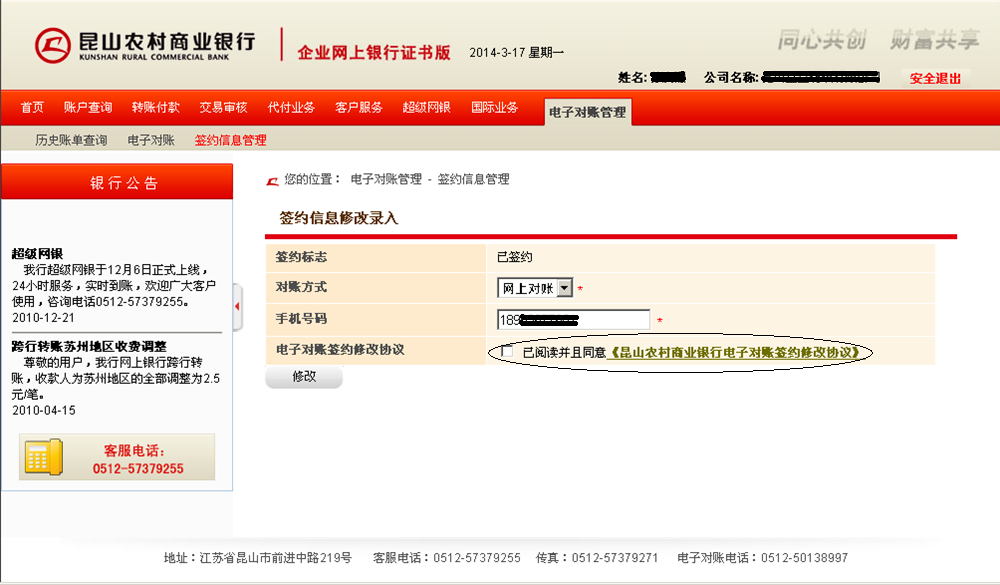 昆山农村商业银行
KUNSHAN RURAL COMMERCIAL BANK
企业网上银行证书版 2014-3-17 星期一
同心共创 财富共享
姓名: 公司名称: 安全退出
首页 账户查询 转账付款 交易审核 代付业务 客户服务 超级网银 国际业务 电子对账管理
历史账单查询 电子对账 签约信息管理
银行公告
超级网银
我行超级网银于12月6日正式上线，
24小时服务，实时到账，欢迎广大客户
使用，咨询电话0512-57379255。
2010-12-21
跨行转账苏州地区收费调整
尊敬的用户，我行网上银行跨行转
账，收款人为苏州地区的全部调整为2.5
元/笔。
2010-04-15
客服电话：
0512-57379255
您的位置： 电子对账管理 - 签约信息管理
签约信息修改录入
签约标志 已签约
对账方式 网上对账 *
手机号码 189 *
电子对账签约修改协议 已阅读并且同意《昆山农村商业银行电子对账签约修改协议》
修改
地址：江苏省昆山市前进中路219号 客服电话：0512-57379255 传真：0512-57379271 电子对账电话：0512-50138997